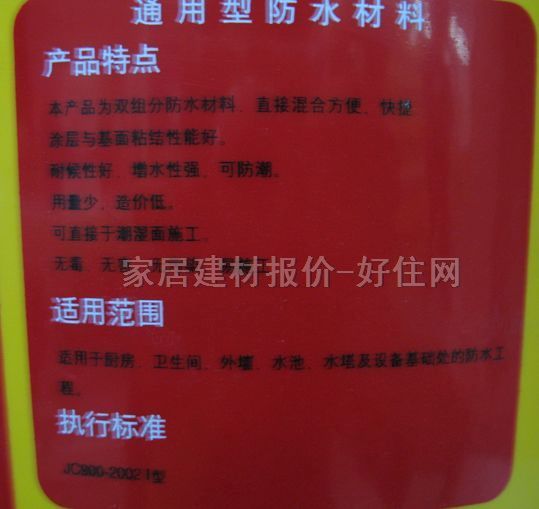 通用型防水材料
产品特点
本产品为双组分防水材料、直接混合方便、快捷
涂层与基面粘结性能好。
耐候性好、增水性强、可防潮。
用量少、造价低。
可直接于潮湿面施工。
无毒、无
家居建材报价-好住网
适用范围
适用于厨房、卫生间、外墙、水池、水塔及设备基础处的防水工
程。
执行标准
JC900-2002 I型